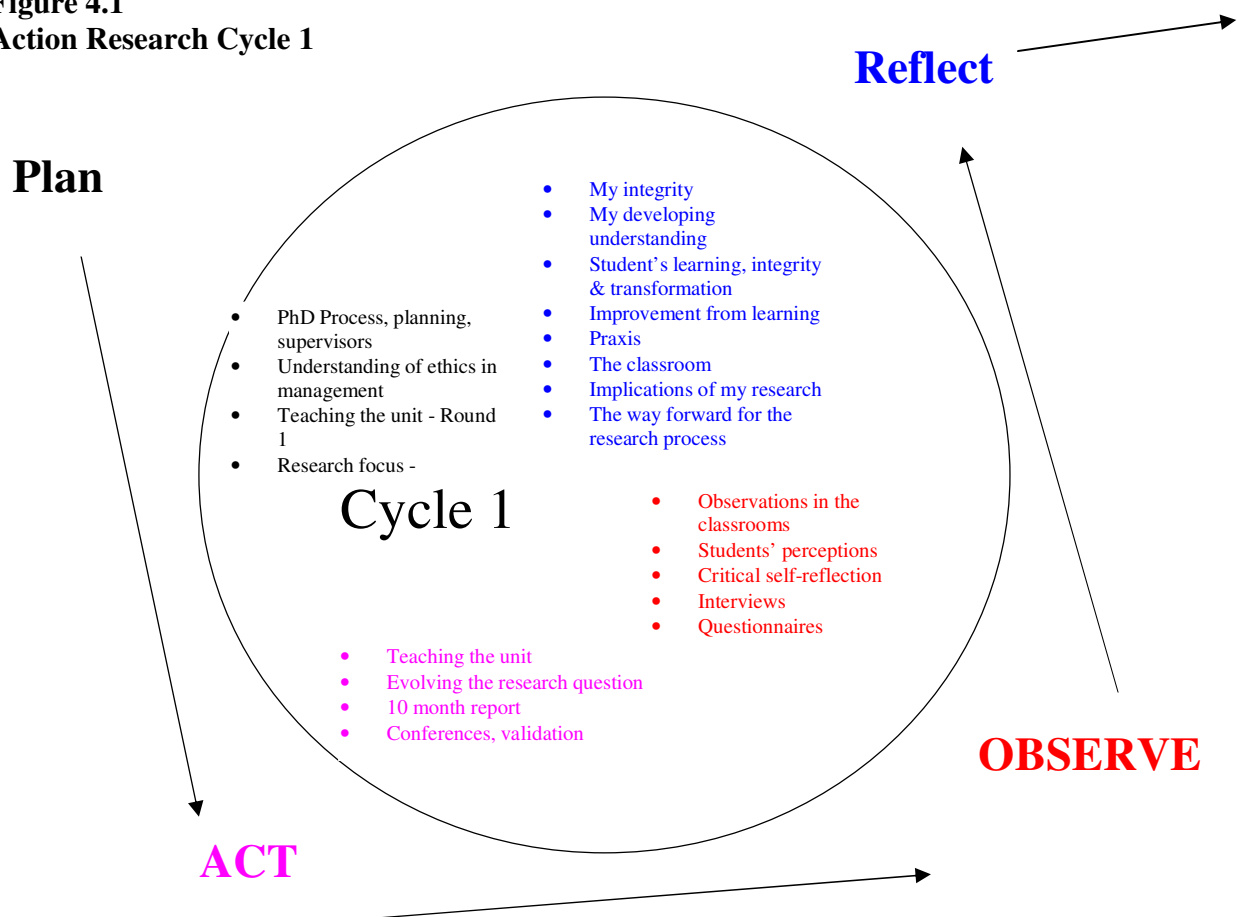 Figure 4.1
Action Research Cycle 1
Reflect
Plan
• My integrity
• My developing
understanding
• Student’s learning, integrity
& transformation
• Improvement from learning
• Praxis
• The classroom
• Implications of my research
• The way forward for the
research process
• PhD Process, planning,
supervisors
• Understanding of ethics in
management
• Teaching the unit - Round
1
• Research focus -
Cycle 1
• Observations in the
classrooms
• Students’ perceptions
• Critical self-reflection
• Interviews
• Questionnaires
• Teaching the unit
• Evolving the research question
• 10 month report
• Conferences, validation
OBSERVE
ACT